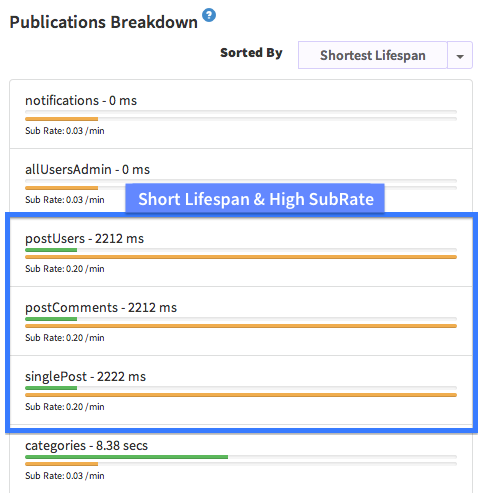 Publications Breakdown ?
Sorted By Shortest Lifespan
notifications - 0 ms
Sub Rate: 0.03 /min
allUsersAdmin - 0 ms
Sub Rate: 0.03 /min
Short Lifespan & High SubRate
postUsers - 2212 ms
Sub Rate: 0.20 /min
postComments - 2212 ms
Sub Rate: 0.20 /min
singlePost - 2222 ms
Sub Rate: 0.20 /min
categories - 8.38 secs
Sub Rate: 0.03 /min